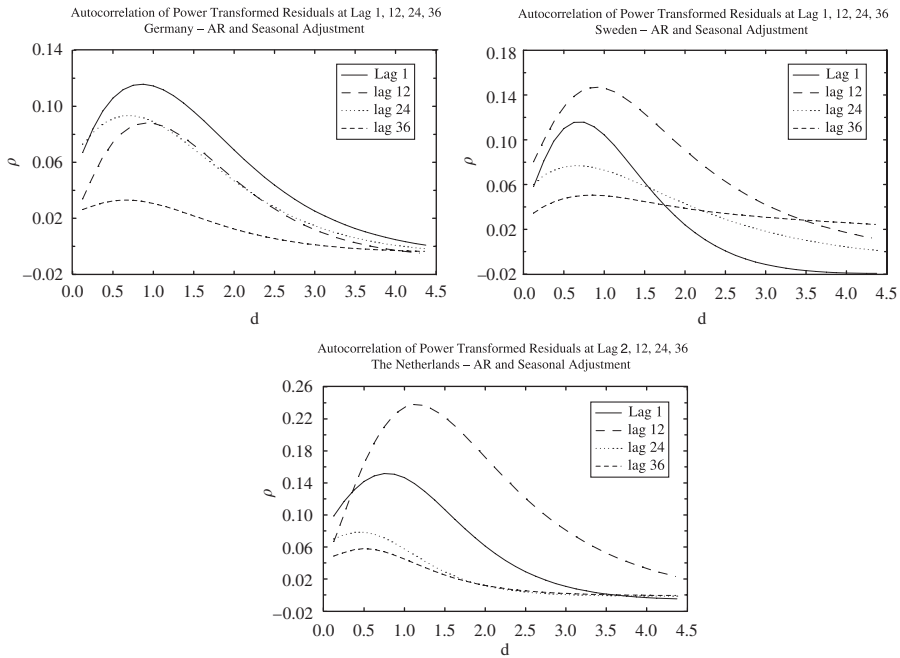 Autocorrelation of Power Transformed Residuals at Lag 1, 12, 24, 36
Germany – AR and Seasonal Adjustment
0.14
0.10
0.06
0.02
–0.02
ρ
Lag 1
lag 12
lag 24
lag 36
0.0 0.5 1.0 1.5 2.0 2.5 3.0 3.5 4.0 4.5
d
Autocorrelation of Power Transformed Residuals at Lag 1, 12, 24, 36
Sweden – AR and Seasonal Adjustment
0.18
0.14
0.10
0.06
0.02
–0.02
ρ
Lag 1
lag 12
lag 24
lag 36
0.0 0.5 1.0 1.5 2.0 2.5 3.0 3.5 4.0 4.5
d
Autocorrelation of Power Transformed Residuals at Lag 2, 12, 24, 36
The Netherlands – AR and Seasonal Adjustment
0.26
0.22
0.18
0.14
0.10
0.06
0.02
–0.02
ρ
Lag 1
lag 12
lag 24
lag 36
0.0 0.5 1.0 1.5 2.0 2.5 3.0 3.5 4.0 4.5
d